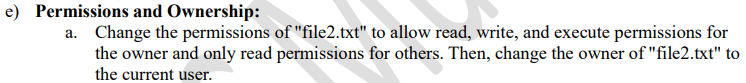 e) Permissions and Ownership:
a. Change the permissions of "file2.txt" to allow read, write, and execute permissions for
the owner and only read permissions for others. Then, change the owner of "file2.txt" to
the current user.